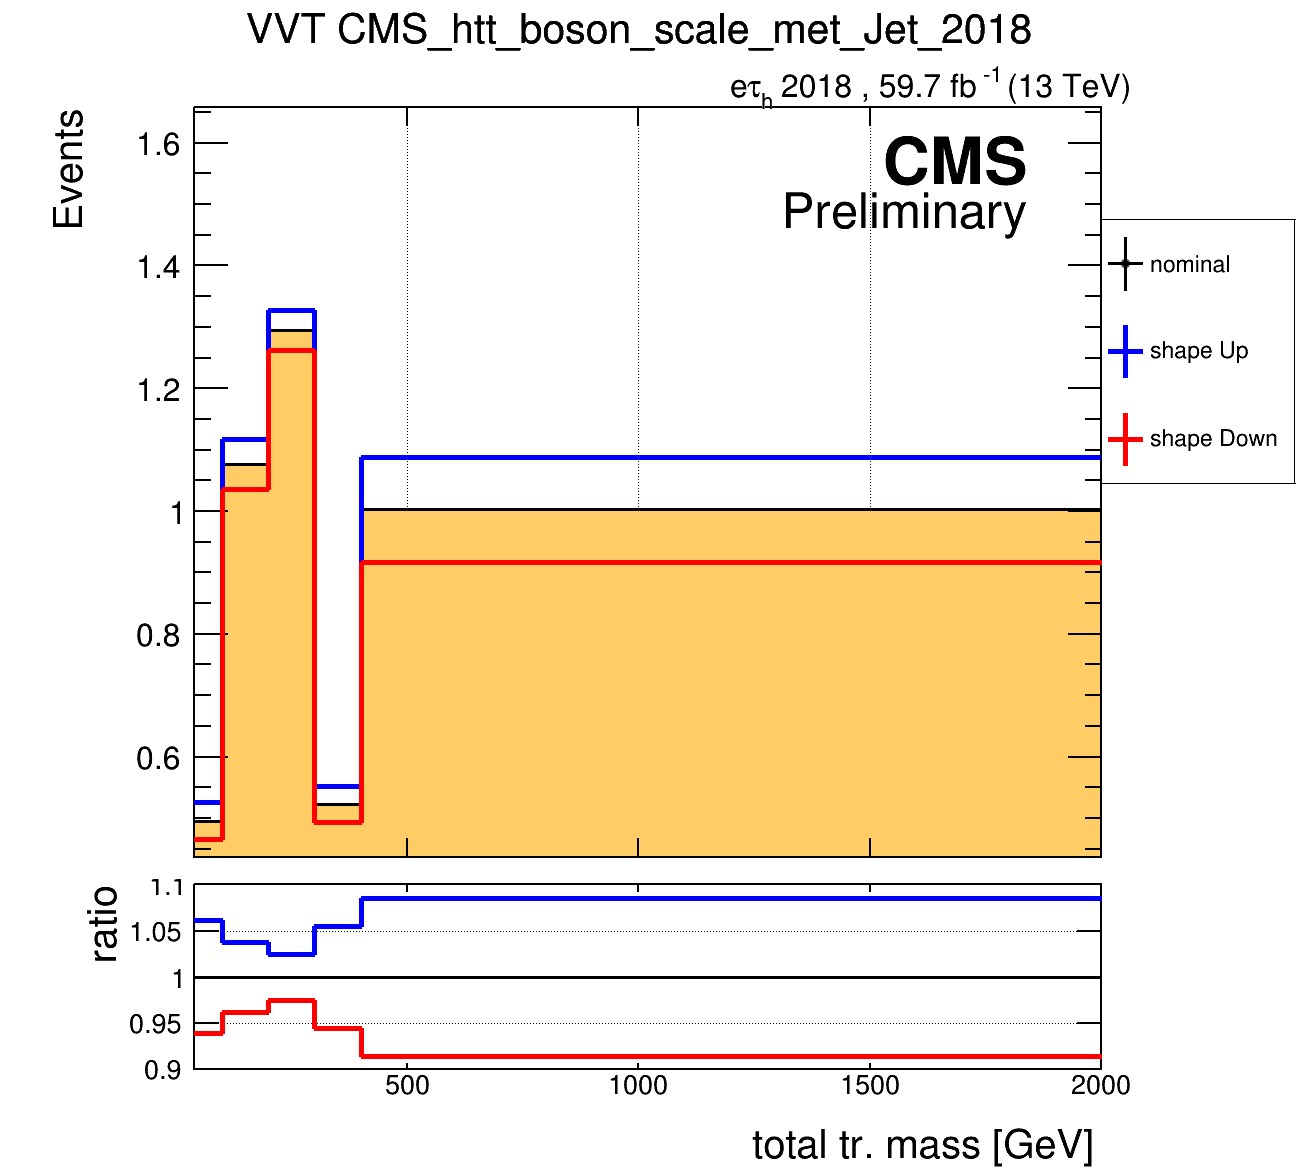 VVT CMS_htt_boson_scale_met_Jet_2018
eτh 2018 , 59.7 fb -1 (13 TeV)
Events
1.6
1.4
1.2
1
0.8
0.6
CMS
Preliminary
nominal
shape Up
shape Down
ratio
1.1
1.05
1
0.95
0.9
500 1000 1500 2000
total tr. mass [GeV]